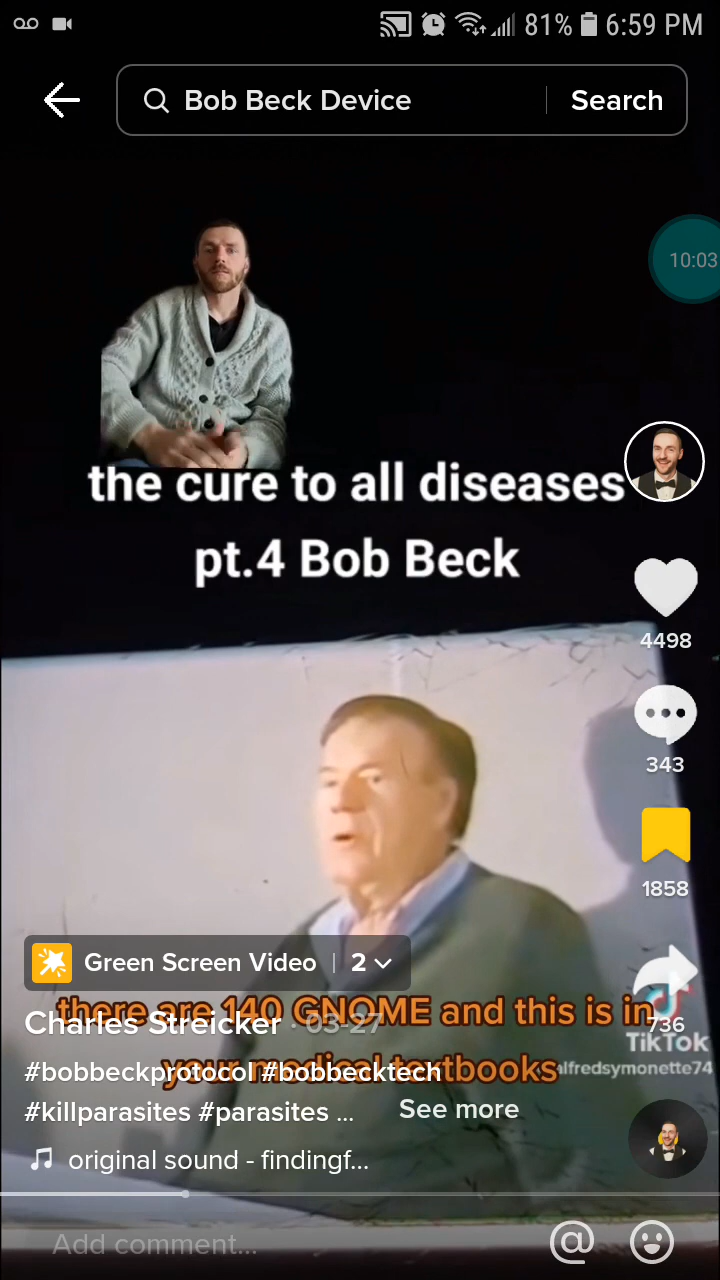 81% 6:59 PM
Bob Beck Device
Search
10:03
the cure to all diseases
pt.4 Bob Beck
4498
343
1858
Green Screen Video | 2
there are 140 GNOME and this is in
your medical textbooks
Charles Streicker · 03-27
736
TikTok
alfredsymonette74
#bobbeckprotocol #bobbecktech
#killparasites #parasites ... See more
original sound - findingf...
Add comment...
@